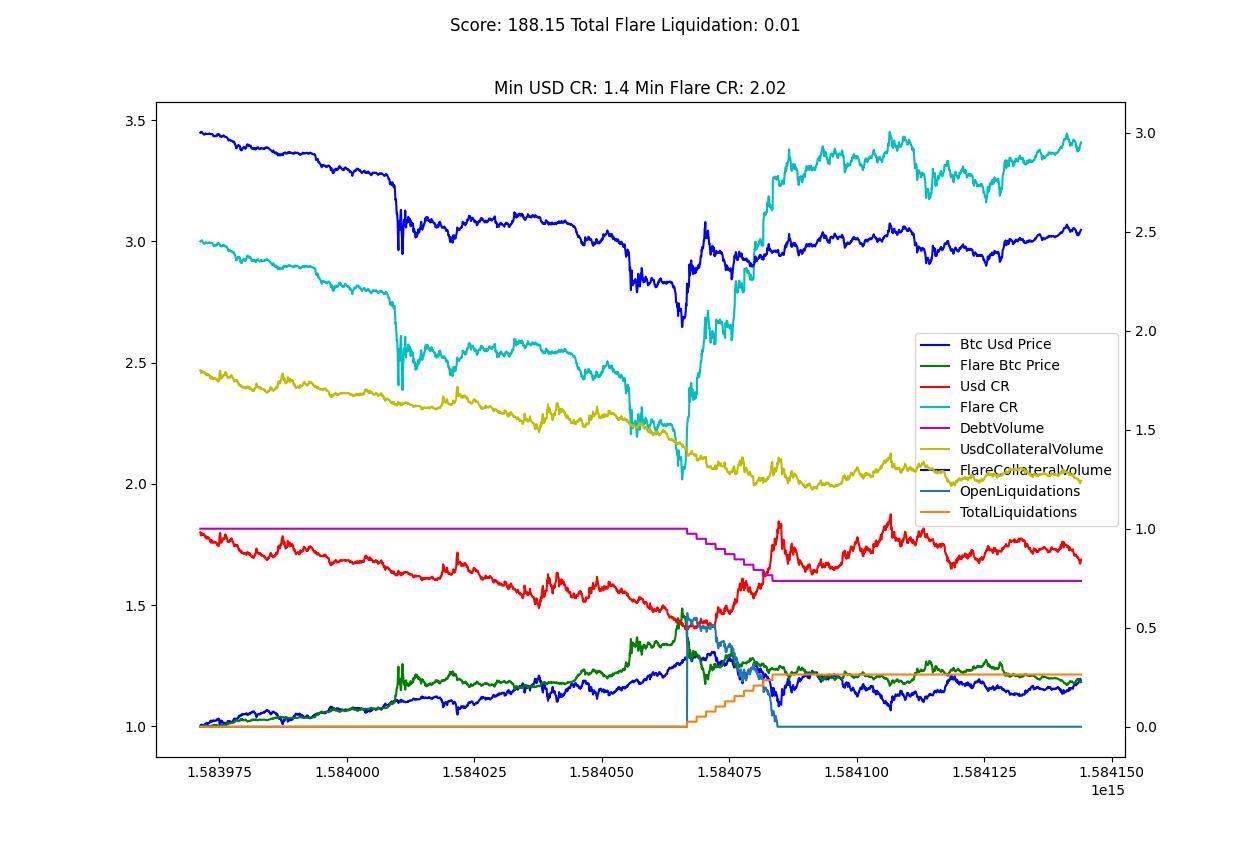 Score: 188.15 Total Flare Liquidation: 0.01
Min USD CR: 1.4 Min Flare CR: 2.02
3.5
3.0
2.5
2.0
1.5
1.0
3.0
2.5
2.0
1.5
1.0
0.5
0.0
Btc Usd Price
Flare Btc Price
Usd CR
Flare CR
DebtVolume
UsdCollateralVolume
FlareCollateralVolume
OpenLiquidations
TotalLiquidations
1.583975 1.584000 1.584025 1.584050 1.584075 1.584100 1.584125 1.584150
1e15